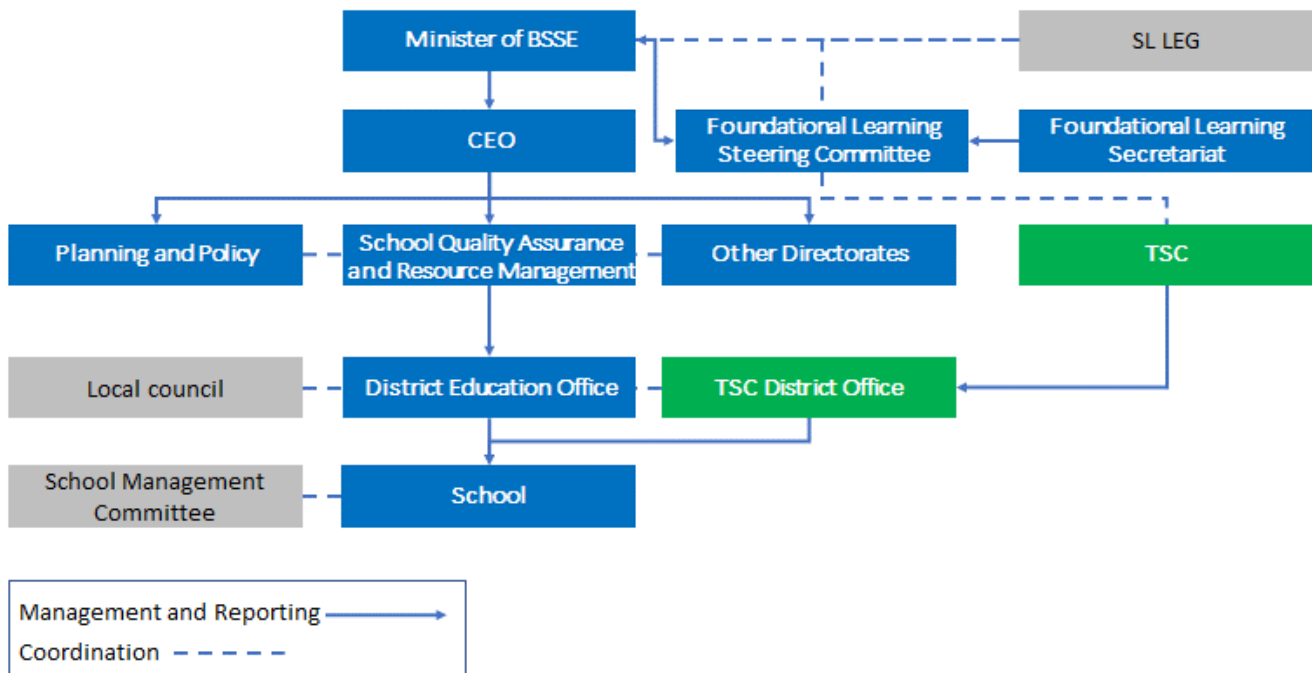 Minister of BSSE
SL LEG
CEO
Foundational Learning
Steering Committee
Foundational Learning
Secretariat
Planning and Policy
School Quality Assurance
and Resource Management
Other Directorates
TSC
Local council
District Education Office
TSC District Office
School Management
Committee
School
Management and Reporting
Coordination